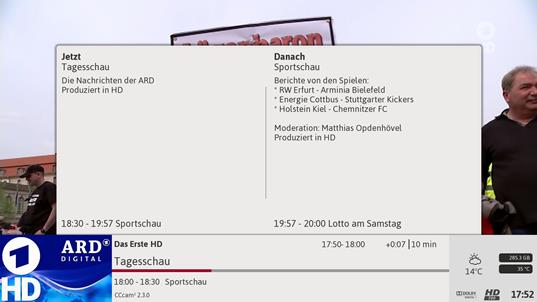 Jetzt
Tagesschau
Die Nachrichten der ARD
Produziert in HD
18:30 - 19:57 Sportschau
Danach
Sportschau
Berichte von den Spielen:
* RW Erfurt - Arminia Bielefeld
* Energie Cottbus - Stuttgarter Kickers
* Holstein Kiel - Chemnitzer FC
Moderation: Matthias Opdenhövel
Produziert in HD
19:57 - 20:00 Lotto am Samstag
1 ARD 1
DIGITAL
HD
Das Erste HD 17:50 - 18:00 +0:07 | 10 min
Tagesschau
18:00 - 18:30 Sportschau
CCcam² 2.3.0
14°C
285.3 GB
35 °C
DOLBY
HD
720
17:52